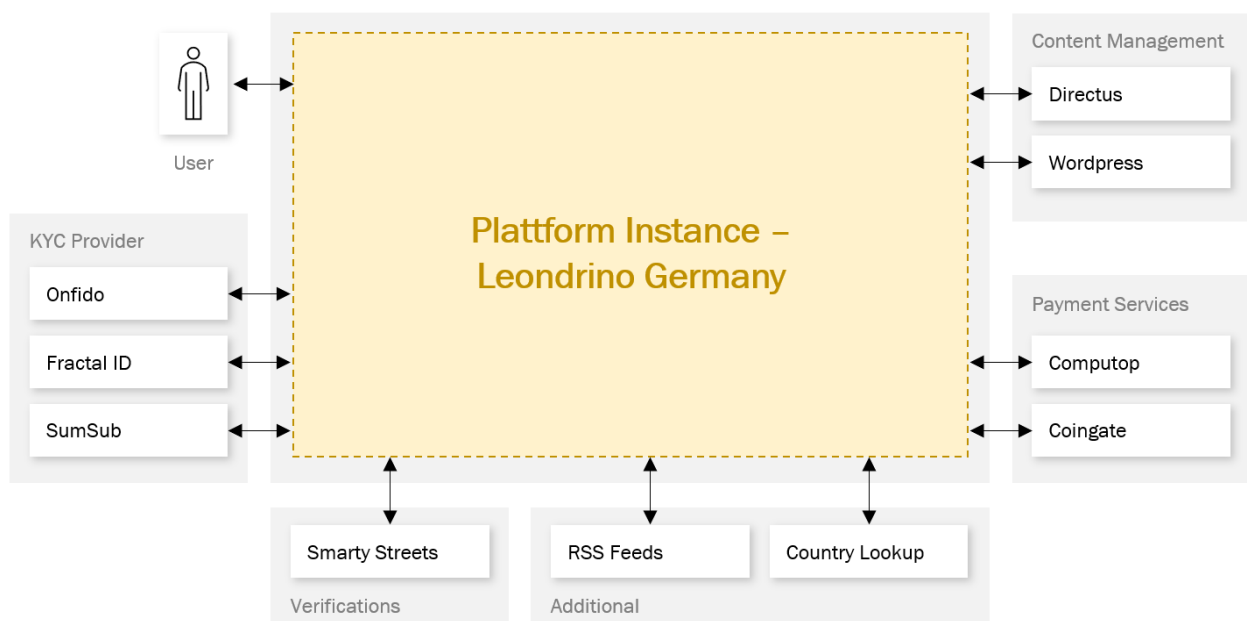 User
KYC Provider
Onfido
Fractal ID
SumSub
Plattform Instance –
Leondrino Germany
Content Management
Directus
Wordpress
Payment Services
Computop
Coingate
Smarty Streets
Verifications
RSS Feeds
Country Lookup
Additional